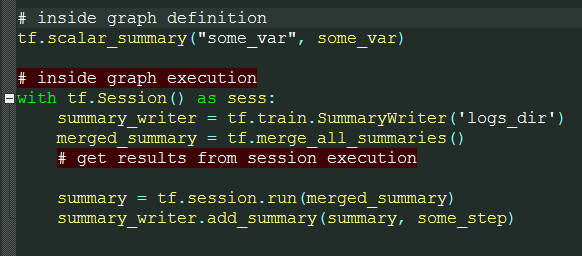 # inside graph definition
tf.scalar_summary("some_var", some_var)
# inside graph execution
with tf.Session() as sess:
summary_writer = tf.train.SummaryWriter('logs_dir')
merged_summary = tf.merge_all_summaries()
# get results from session execution
summary = tf.session.run(merged_summary)
summary_writer.add_summary(summary, some_step)